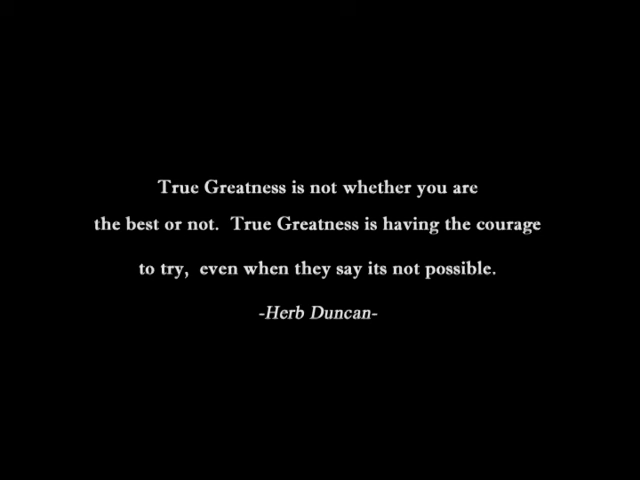 True Greatness is not whether you are
the best or not.  True Greatness is having the courage
to try,  even when they say its not possible.
-Herb Duncan-